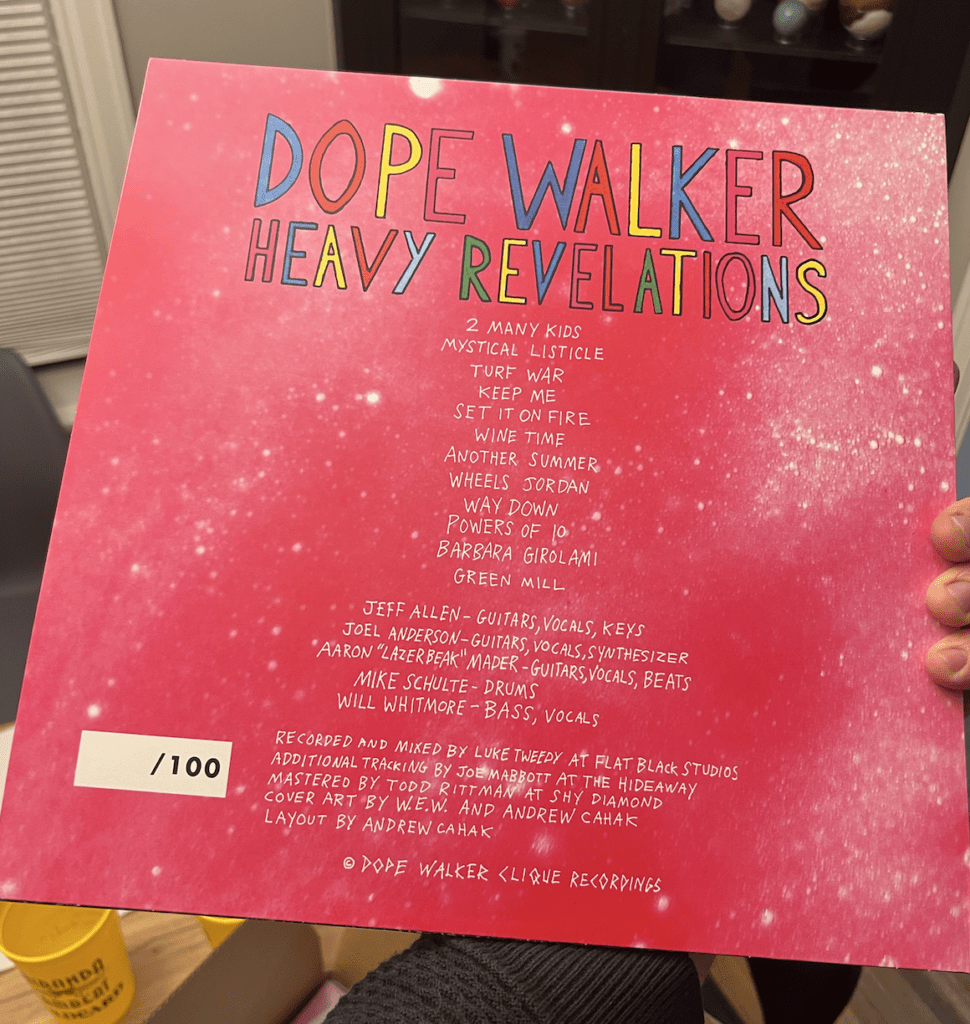 DOPE WALKER
HEAVY REVELATIONS
2 MANY KIDS
MYSTICAL LISTICLE
TURF WAR
KEEP ME
SET IT ON FIRE
WINE TIME
ANOTHER SUMMER
WHEELS JORDAN
WAY DOWN
POWERS OF 10
BARBARA GIROLAMI
GREEN MILL
JEFF ALLEN - GUITARS, VOCALS, KEYS
JOEL ANDERSON - GUITARS, VOCALS, SYNTHESIZER
AARON "LAZERBEAK" MADER - GUITARS, VOCALS, BEATS
MIKE SCHULTE - DRUMS
WILL WHITMORE - BASS, VOCALS
RECORDED AND MIXED BY LUKE TWEEDY AT FLAT BLACK STUDIOS
ADDITIONAL TRACKING BY JOE MABBOTT AT THE HIDEAWAY
MASTERED BY TODD RITTMAN AT SHY DIAMOND
COVER ART BY W.E.W. AND ANDREW CAHAK
LAYOUT BY ANDREW CAHAK
© DOPE WALKER CLIQUE RECORDINGS
/100